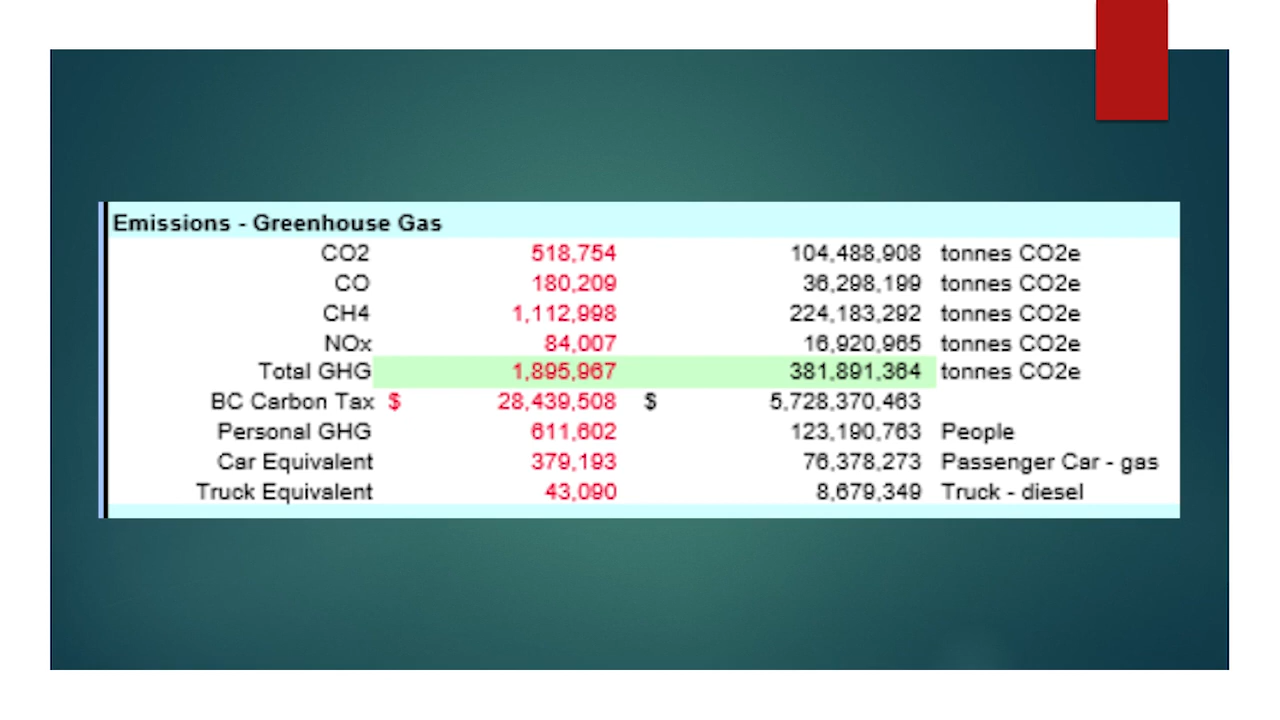 Emissions - Greenhouse Gas
CO2 518,754 104,488,908 tonnes CO2e
CO 180,209 36,298,199 tonnes CO2e
CH4 1,112,998 224,183,292 tonnes CO2e
NOx 84,007 16,920,965 tonnes CO2e
Total GHG 1,895,967 381,891,364 tonnes CO2e
BC Carbon Tax $ 28,439,508 $ 5,728,370,463
Personal GHG 611,602 123,190,763 People
Car Equivalent 379,193 76,378,273 Passenger Car - gas
Truck Equivalent 43,090 8,679,349 Truck - diesel